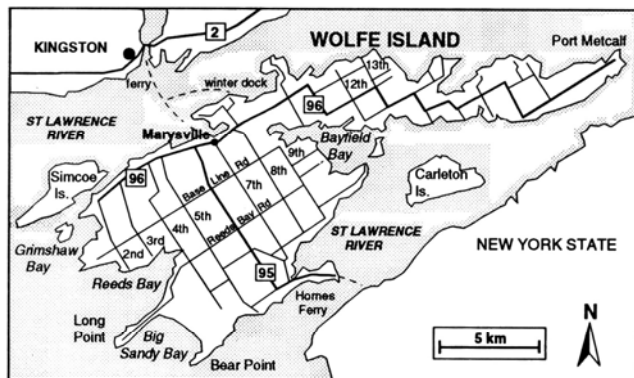 KINGSTON
2
WOLFE ISLAND
Port Metcalf
ferry
winter dock
13th
12th
96
ST LAWRENCE
RIVER
Marysville
Bayfield
Bay
Simcoe
Is.
96
Base Line Rd
9th
8th
7th
Carleton
Is.
5th
4th
3rd
2nd
Reeds Bay Rd
ST LAWRENCE
RIVER
Grimshaw
Bay
NEW YORK STATE
Reeds Bay
95
Hornes
Ferry
Long
Point
Big
Sandy Bay
Bear Point
N
5 km